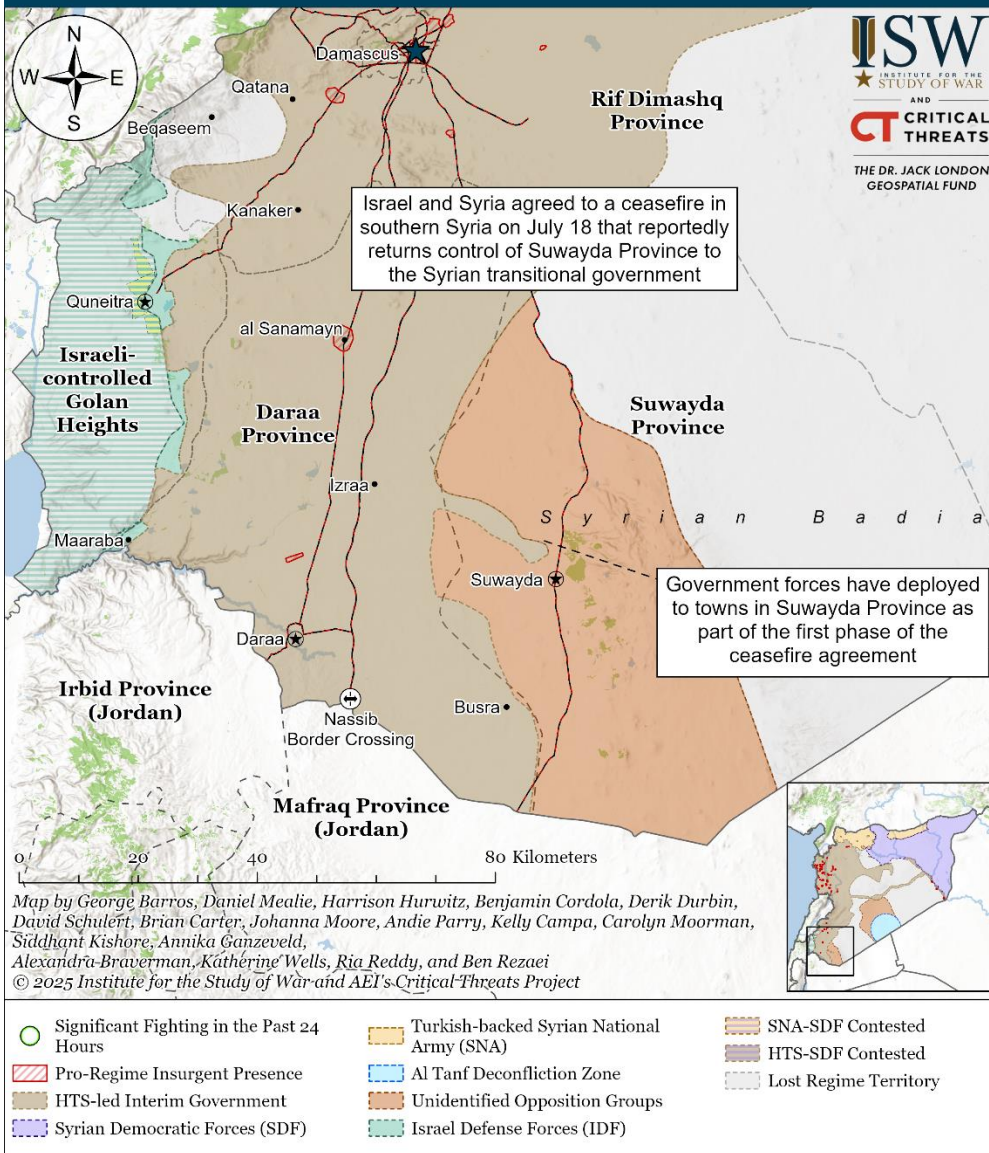 N
W E
S
Damascus
Qatana
Beqaseem
Rif Dimashq
Province
ISW
INSTITUTE FOR THE
STUDY OF WAR
AND
CT CRITICAL
THREATS
THE DR. JACK LONDON
GEOSPATIAL FUND
Kanaker
Israel and Syria agreed to a ceasefire in
southern Syria on July 18 that reportedly
returns control of Suwayda Province to
the Syrian transitional government
Quneitra
al Sanamayn
Israeli-
controlled
Golan
Heights
Daraa
Province
Suwayda
Province
Izraa
Syrian Badia
Maaraba
Suwayda
Government forces have deployed
to towns in Suwayda Province as
part of the first phase of the
ceasefire agreement
Daraa
Irbid Province
(Jordan)
Nassib
Border Crossing
Busra
Mafraq Province
(Jordan)
0 20 40 80 Kilometers
Map by George Barros, Daniel Mealie, Harrison Hurwitz, Benjamin Cordola, Derik Durbin,
David Schulert, Brian Carter, Johanna Moore, Andie Parry, Kelly Campa, Carolyn Moorman,
Siddhant Kishore, Annika Ganzeveld,
Alexandra Braverman, Katherine Wells, Ria Reddy, and Ben Rezaei
© 2025 Institute for the Study of War and AEI's Critical Threats Project
Significant Fighting in the Past 24
Hours
Pro-Regime Insurgent Presence
HTS-led Interim Government
Syrian Democratic Forces (SDF)
Turkish-backed Syrian National
Army (SNA)
Al Tanf Deconfliction Zone
Unidentified Opposition Groups
Israel Defense Forces (IDF)
SNA-SDF Contested
HTS-SDF Contested
Lost Regime Territory